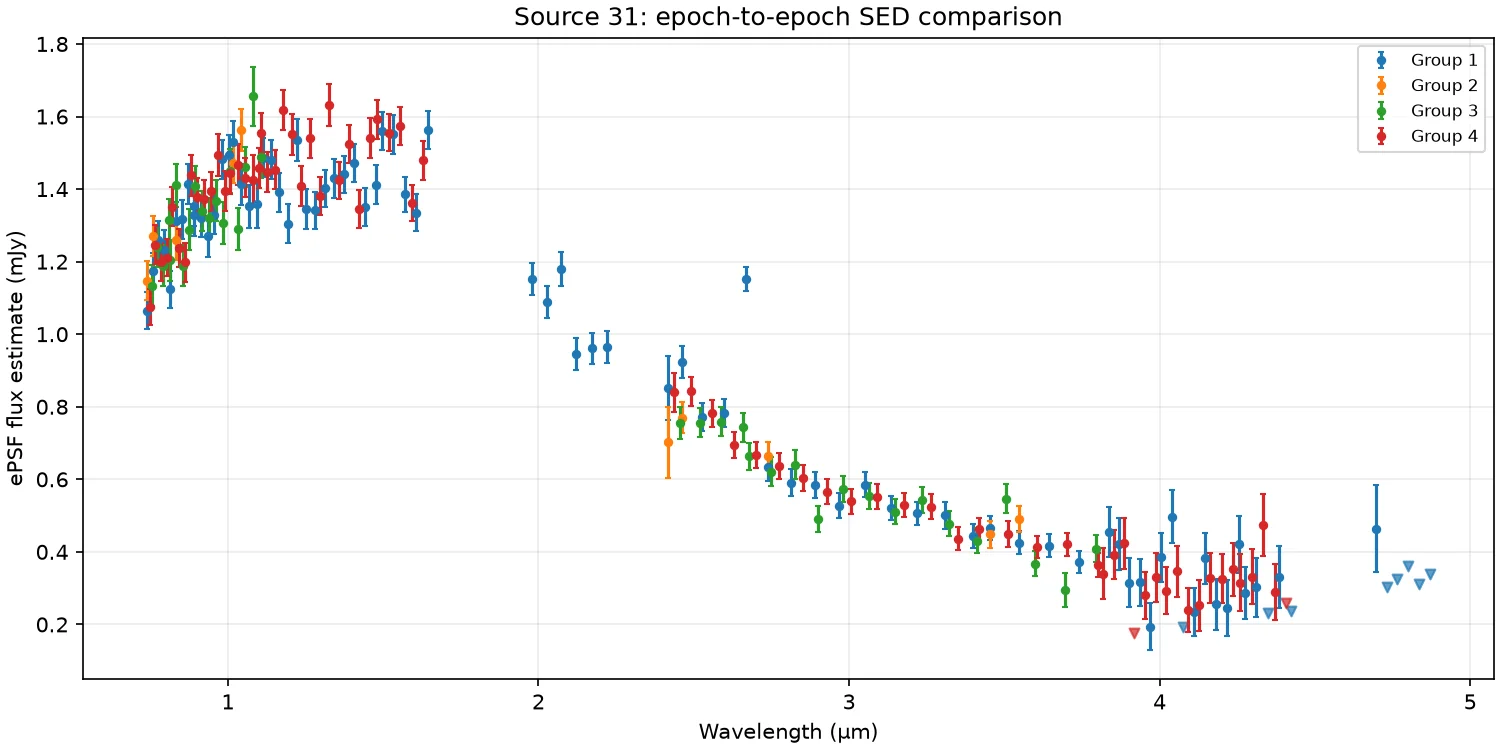 Source 31: epoch-to-epoch SED comparison
ePSF flux estimate (mJy)
1.8
1.6
1.4
1.2
1.0
0.8
0.6
0.4
0.2
Group 1
Group 2
Group 3
Group 4
1 2 3 4 5
Wavelength (μm)